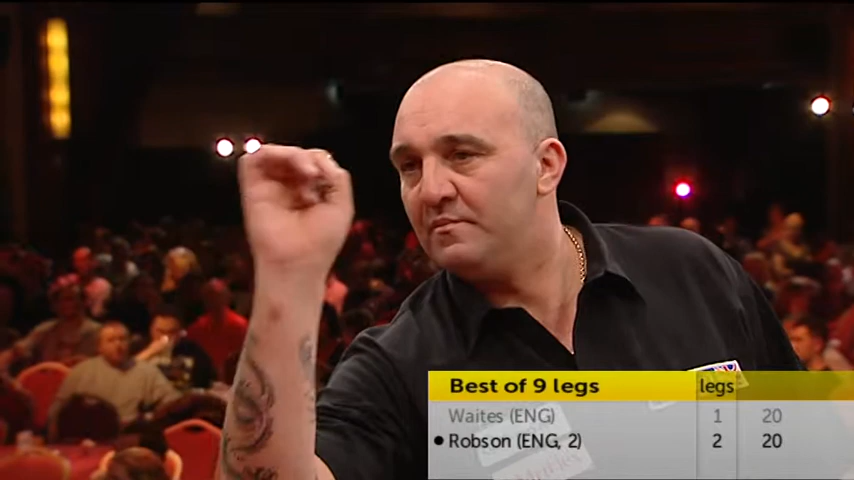 Best of 9 legs legs
Waites (ENG) 1 20
Robson (ENG, 2) 2 20